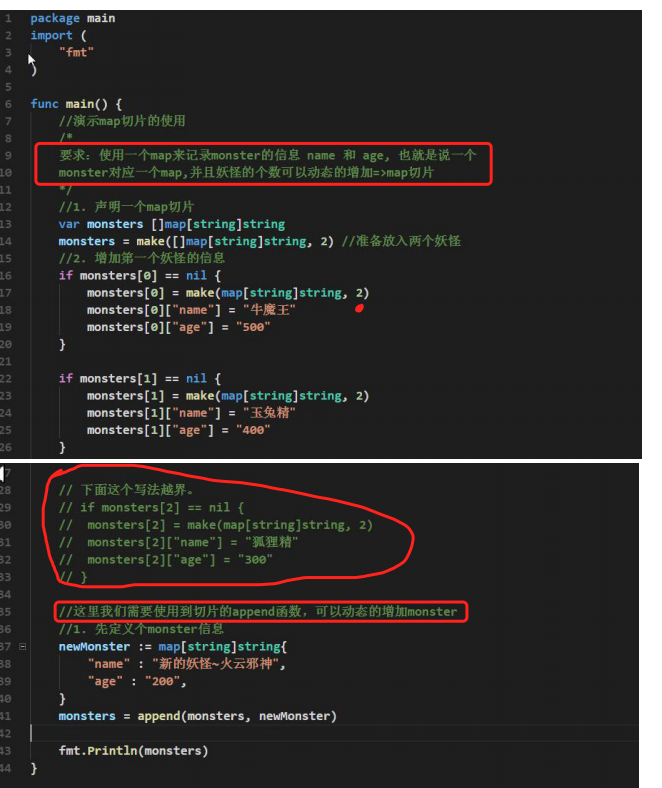 1 package main
2 import (
3 "fmt"
4 )
5
6 func main() {
7 //演示map切片的使用
8 /*
9 要求：使用一个map来记录monster的信息 name 和 age, 也就是说一个
10 monster对应一个map,并且妖怪的个数可以动态的增加=>map切片
11 */
12 //1. 声明一个map切片
13 var monsters []map[string]string
14 monsters = make([]map[string]string, 2) //准备放入两个妖怪
15 //2. 增加第一个妖怪的信息
16 if monsters[0] == nil {
17 monsters[0] = make(map[string]string, 2)
18 monsters[0]["name"] = "牛魔王"
19 monsters[0]["age"] = "500"
20 }
21
22 if monsters[1] == nil {
23 monsters[1] = make(map[string]string, 2)
24 monsters[1]["name"] = "玉兔精"
25 monsters[1]["age"] = "400"
26 }
7
28 // 下面这个写法越界。
29 // if monsters[2] == nil {
30 // monsters[2] = make(map[string]string, 2)
31 // monsters[2]["name"] = "狐狸精"
32 // monsters[2]["age"] = "300"
33 // }
34
35 //这里我们需要使用到切片的append函数，可以动态的增加monster
36 //1. 先定义个monster信息
37 newMonster := map[string]string{
38 "name" : "新的妖怪~火云邪神",
39 "age" : "200",
40 }
41 monsters = append(monsters, newMonster)
42
43 fmt.Println(monsters)
44 }